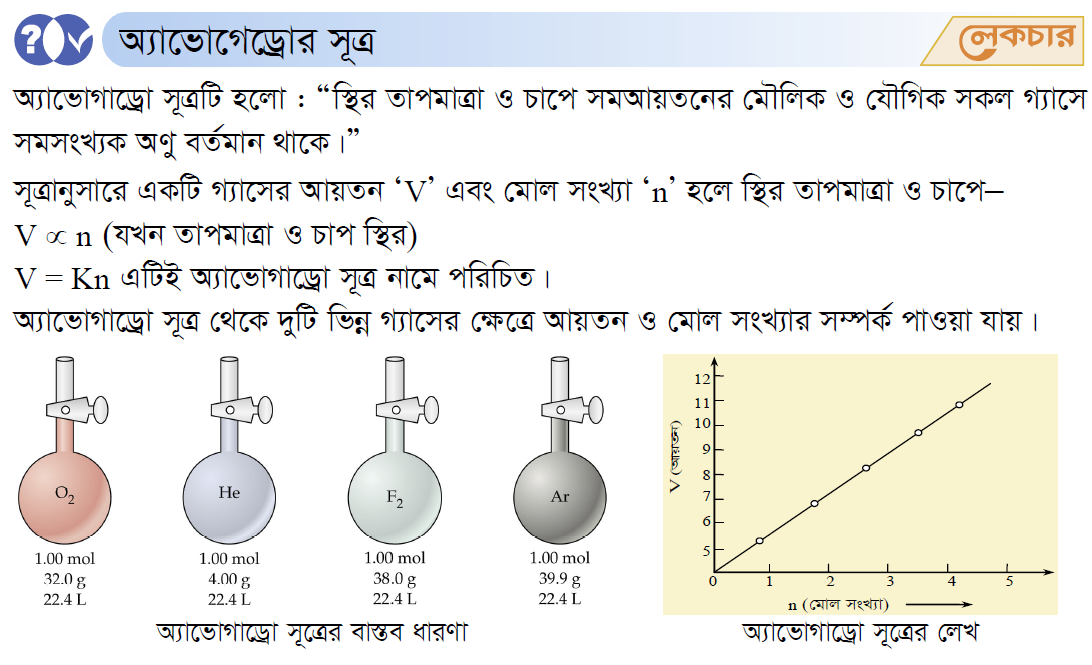 অ্যাভোগেড্রোর সূত্র
লেকচার
অ্যাভোগাড্রো সূত্রটি হলো : “স্থির তাপমাত্রা ও চাপে সমআয়তনের মৌলিক ও যৌগিক সকল গ্যাসে
সমসংখ্যক অণু বর্তমান থাকে।”
সূত্রানুসারে একটি গ্যাসের আয়তন ‘V’ এবং মোল সংখ্যা ‘n’ হলে স্থির তাপমাত্রা ও চাপে–
V ∝ n (যখন তাপমাত্রা ও চাপ স্থির)
V = Kn এটিই অ্যাভোগাড্রো সূত্র নামে পরিচিত।
অ্যাভোগাড্রো সূত্র থেকে দুটি ভিন্ন গ্যাসের ক্ষেত্রে আয়তন ও মোল সংখ্যার সম্পর্ক পাওয়া যায়।
O₂ He F₂ Ar
1.00 mol 1.00 mol 1.00 mol 1.00 mol
32.0 g 4.00 g 38.0 g 39.9 g
22.4 L 22.4 L 22.4 L 22.4 L
অ্যাভোগাড্রো সূত্রের বাস্তব ধারণা
12
11
10
9
8
7
6
5
V (আয়তন)
0 1 2 3 4 5
n (মোল সংখ্যা)
অ্যাভোগাড্রো সূত্রের লেখ